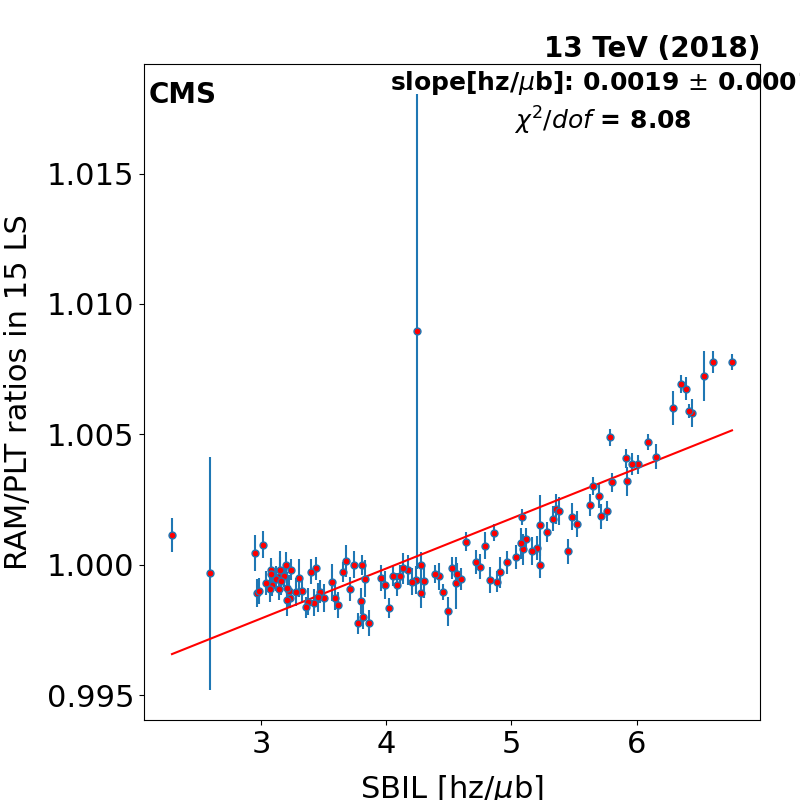 13 TeV (2018)
CMS
slope[hz/μb]: 0.0019 ± 0.000
χ²/dof = 8.08
RAM/PLT ratios in 15 LS
1.015
1.010
1.005
1.000
0.995
3 4 5 6
SBIL [hz/μb]